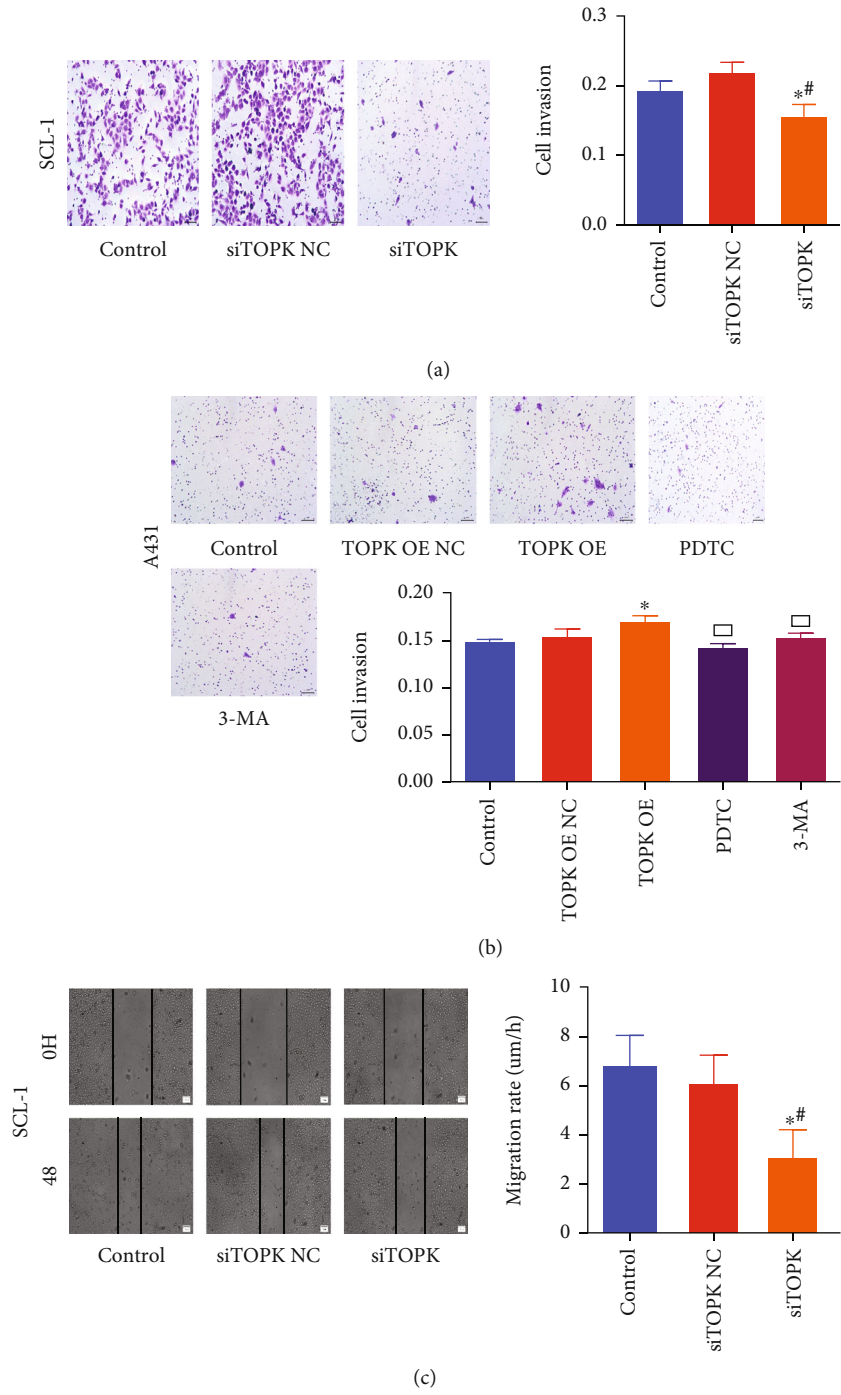 SCL-1
Control
siTOPK NC
siTOPK
Cell invasion
0.3
0.2
0.1
0.0
*#
Control
siTOPK NC
siTOPK
(a)
A431
Control
TOPK OE NC
TOPK OE
PDTC
3-MA
Cell invasion
0.20
0.15
0.10
0.05
0.00
*
Control
TOPK OE NC
TOPK OE
PDTC
3-MA
(b)
SCL-1
0H
48
Control
siTOPK NC
siTOPK
Migration rate (um/h)
10
8
6
4
2
0
*#
Control
siTOPK NC
siTOPK
(c)